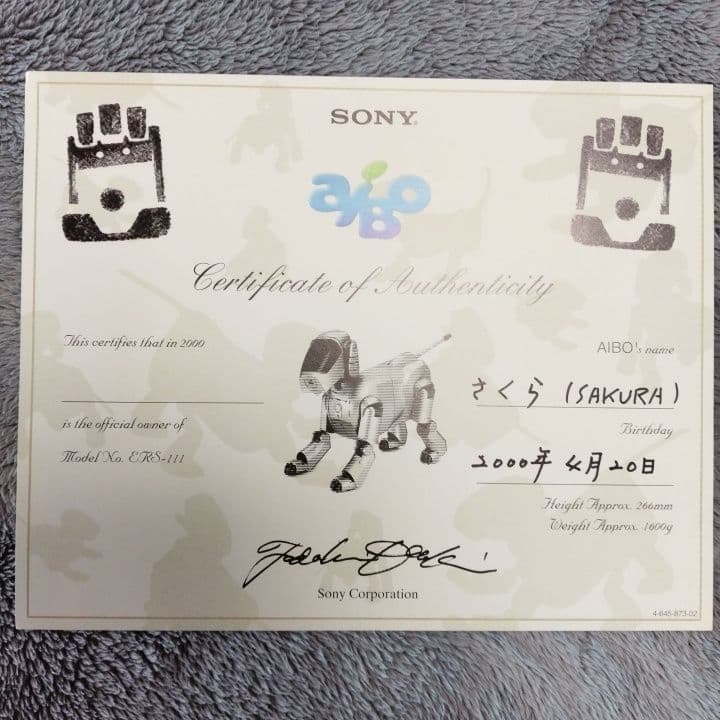 SONY®
aiBo
Certificate of Authenticity
This certifies that in 2000
is the official owner of
Model No. ERS-111
AIBO's name
さくら (SAKURA)
Birthday
2000年 4月20日
Height Approx. 266mm
Weight Approx. 1600g
Sony Corporation
4-645-873-02